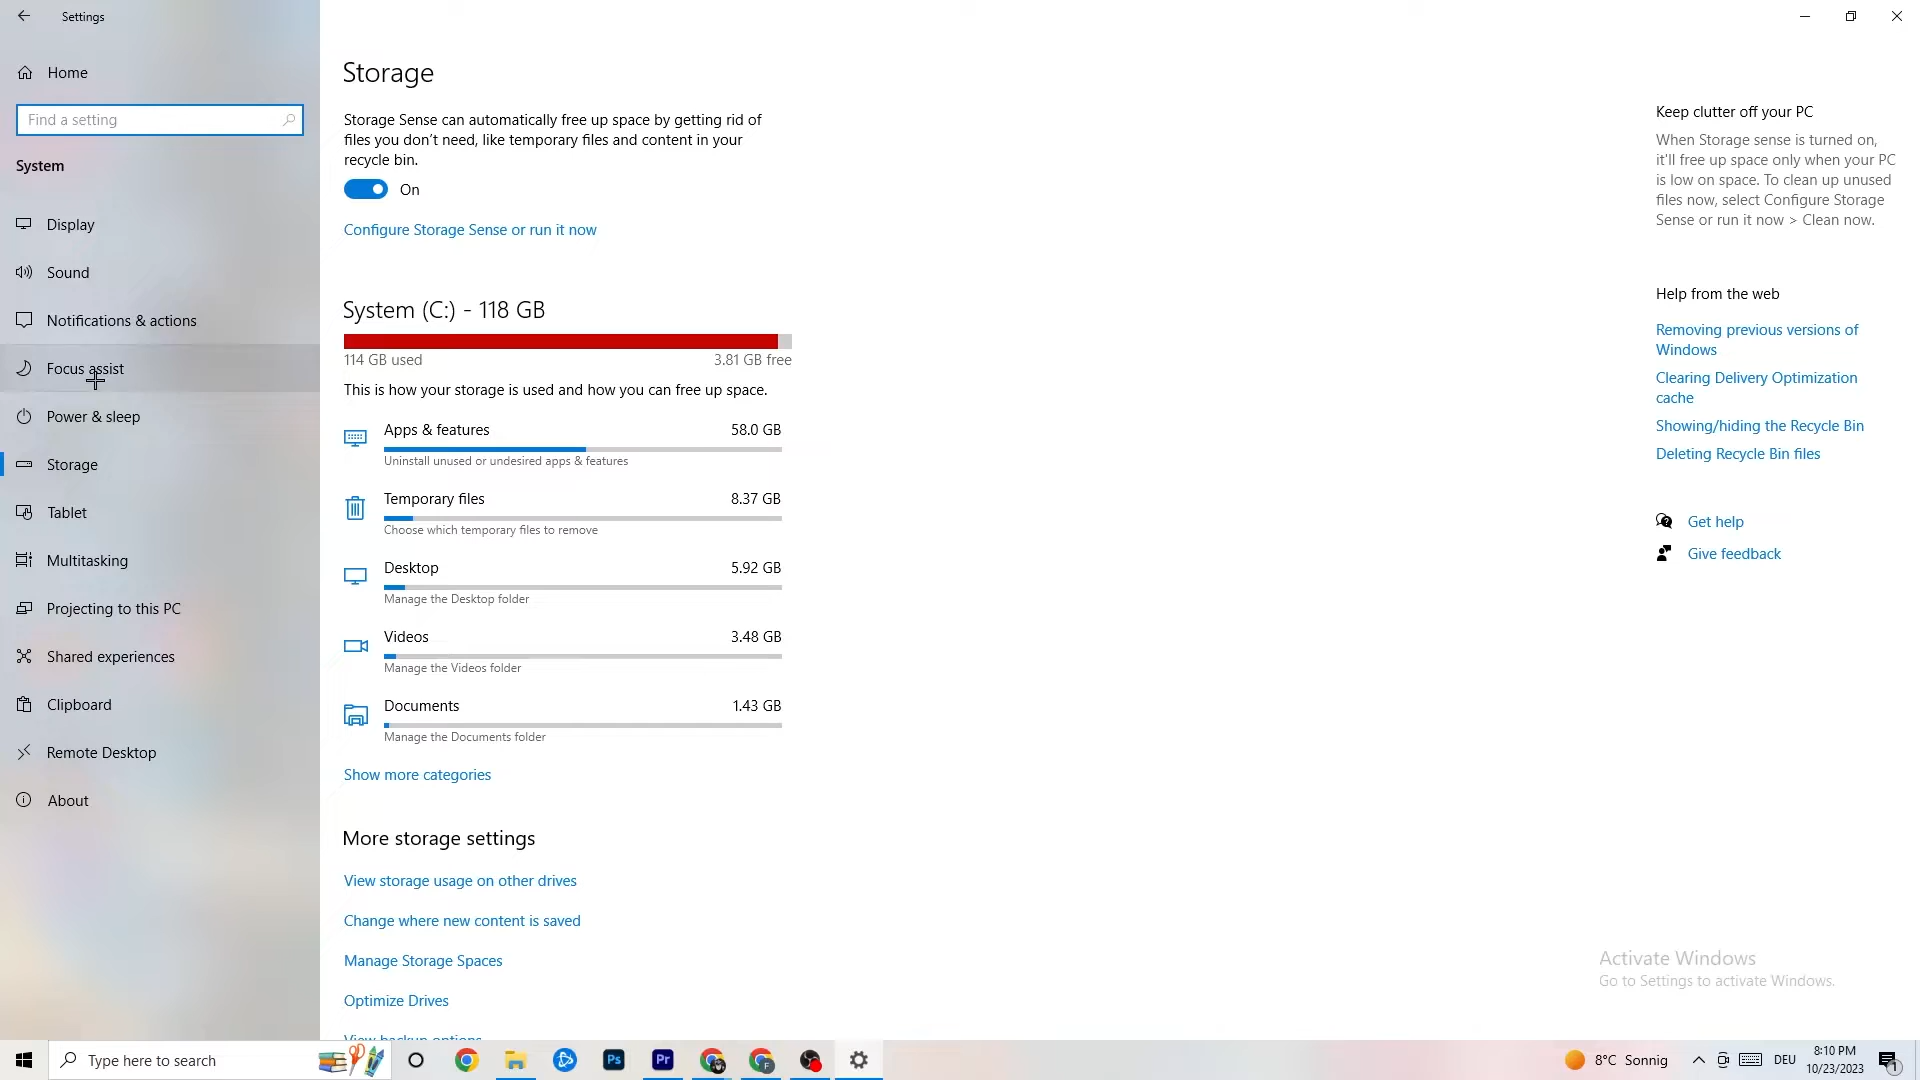 Settings
Home
Find a setting
System
Display
Sound
Notifications & actions
Focus assist
Power & sleep
Storage
Tablet
Multitasking
Projecting to this PC
Shared experiences
Clipboard
Remote Desktop
About
Storage
Storage Sense can automatically free up space by getting rid of
files you don't need, like temporary files and content in your
recycle bin.
On
Configure Storage Sense or run it now
System (C:) - 118 GB
114 GB used 3.81 GB free
This is how your storage is used and how you can free up space.
Apps & features 58.0 GB
Uninstall unused or undesired apps & features
Temporary files 8.37 GB
Choose which temporary files to remove
Desktop 5.92 GB
Manage the Desktop folder
Videos 3.48 GB
Manage the Videos folder
Documents 1.43 GB
Manage the Documents folder
Show more categories
More storage settings
View storage usage on other drives
Change where new content is saved
Manage Storage Spaces
Optimize Drives
View backup options
Keep clutter off your PC
When Storage sense is turned on,
it'll free up space only when your PC
is low on space. To clean up unused
files now, select Configure Storage
Sense or run it now > Clean now.
Help from the web
Removing previous versions of
Windows
Clearing Delivery Optimization
cache
Showing/hiding the Recycle Bin
Deleting Recycle Bin files
Get help
Give feedback
Activate Windows
Go to Settings to activate Windows.
Type here to search
Ps
Pr
F
8°C Sonnig
DEU
8:10 PM
10/23/2023
1